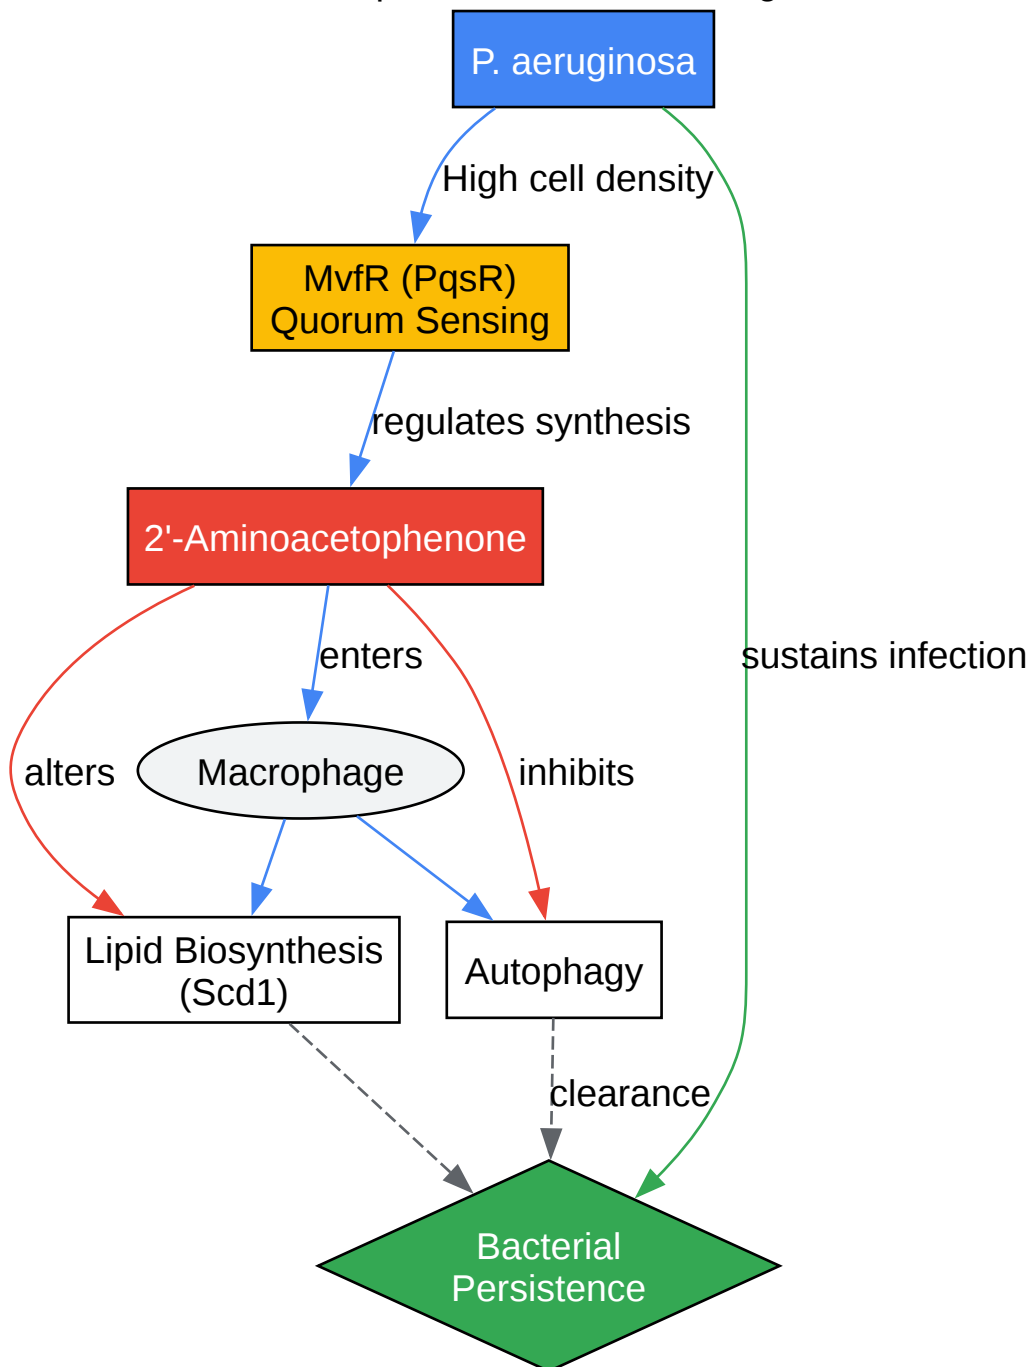 P. aeruginosa
High cell density
MvfR (PqsR)
Quorum Sensing
regulates synthesis
2'-Aminoacetophenone
enters
sustains infection
alters
Macrophage
inhibits
Lipid Biosynthesis
(Scd1)
Autophagy
clearance
Bacterial
Persistence